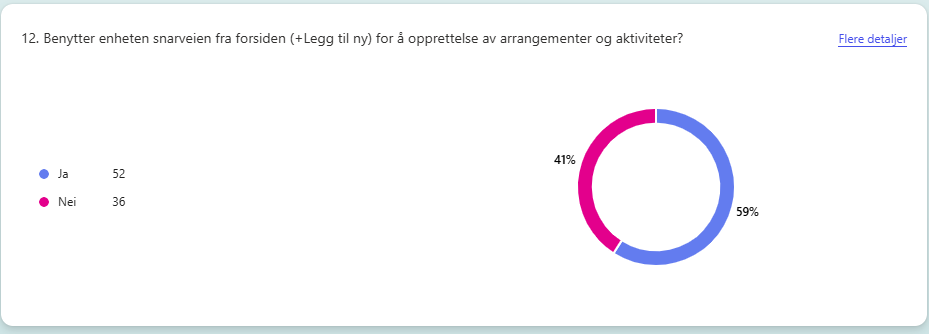 12. Benytter enheten snarveien fra forsiden (+Legg til ny) for å opprettelse av arrangementer og aktiviteter?
Flere detaljer
Ja 52
Nei 36
41%
59%